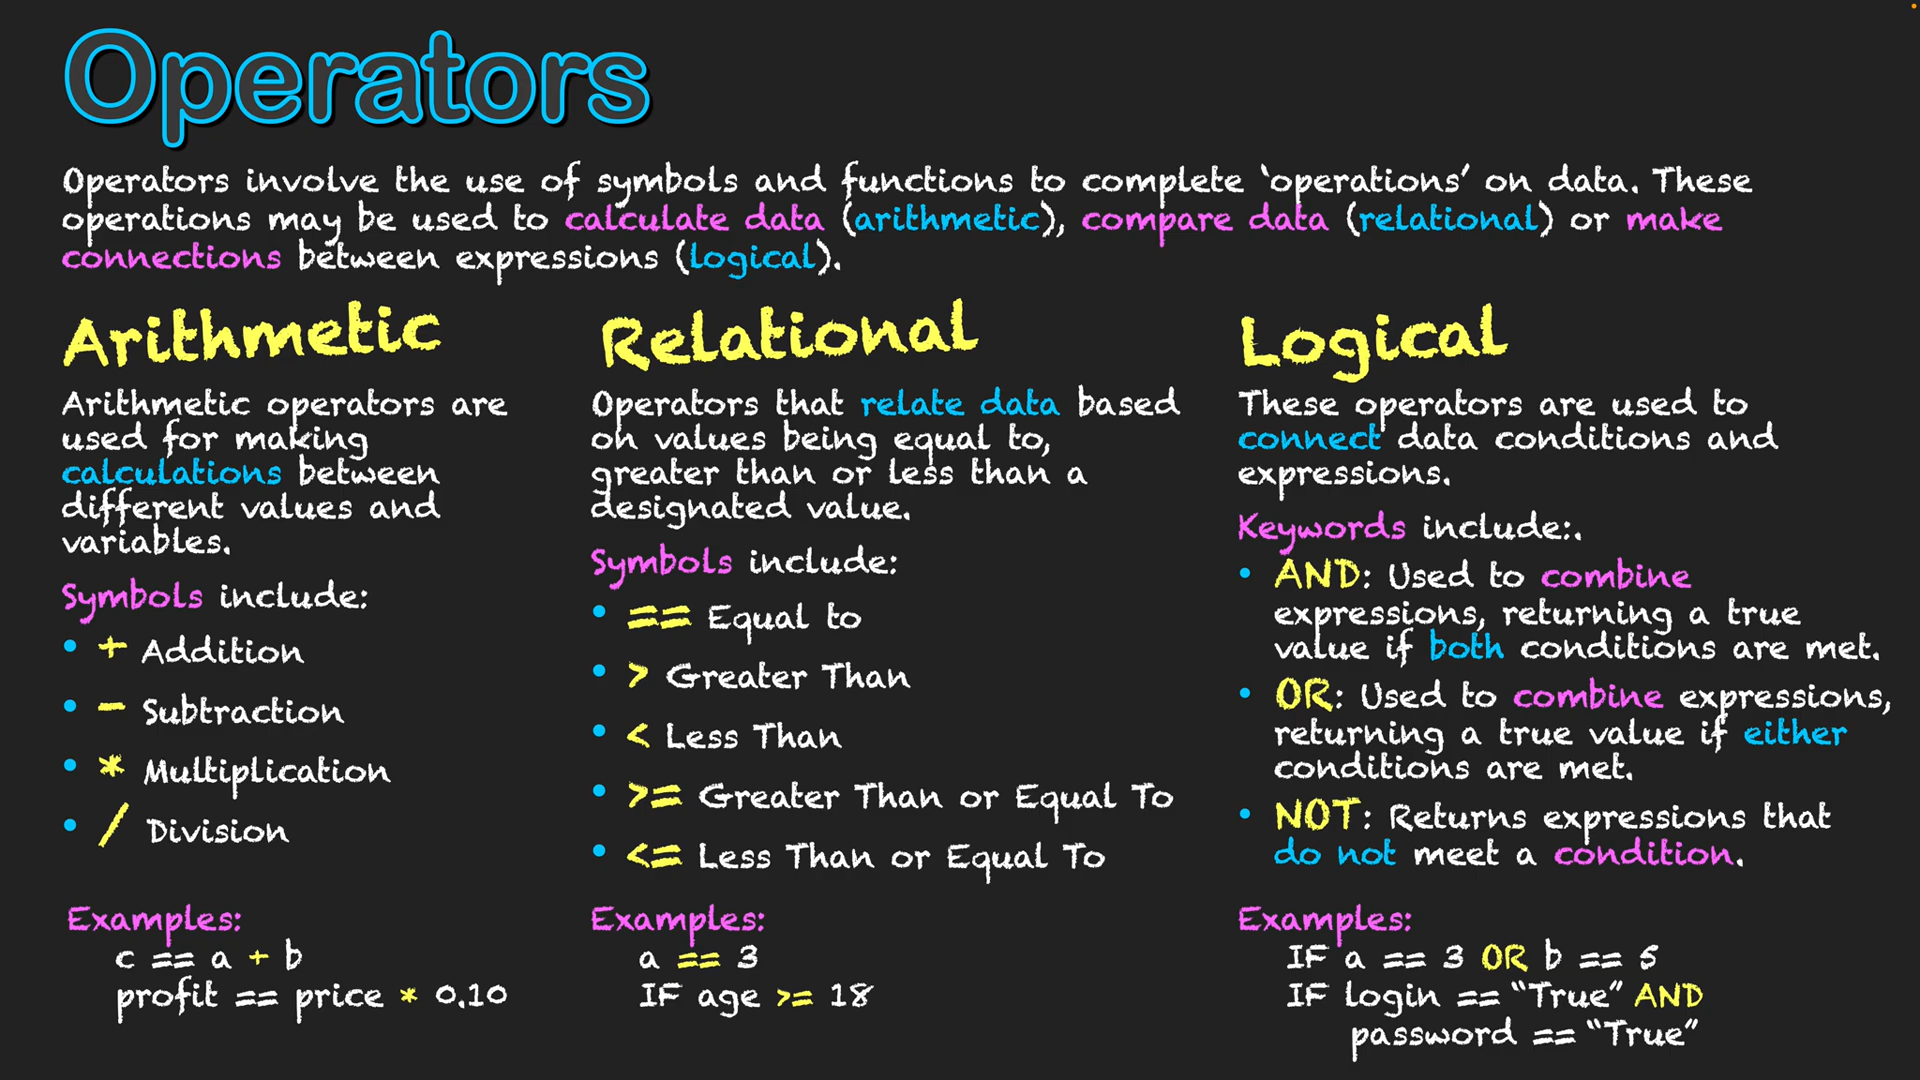 Operators
Operators involve the use of symbols and functions to complete ‘operations’ on data. These
operations may be used to calculate data (arithmetic), compare data (relational) or make
connections between expressions (logical).
Arithmetic
Arithmetic operators are
used for making
calculations between
different values and
variables.
Symbols include:
• + Addition
• - Subtraction
• * Multiplication
• / Division
Examples:
c == a + b
profit == price * 0.10
Relational
Operators that relate data based
on values being equal to,
greater than or less than a
designated value.
Symbols include:
• == Equal to
• > Greater Than
• < Less Than
• >= Greater Than or Equal To
• <= Less Than or Equal To
Examples:
a == 3
IF age >= 18
Logical
These operators are used to
connect data conditions and
expressions.
Keywords include:.
• AND: Used to combine
expressions, returning a true
value if both conditions are met.
• OR: Used to combine expressions,
returning a true value if either
conditions are met.
• NOT: Returns expressions that
do not meet a condition.
Examples:
IF a == 3 OR b == 5
IF login == “True” AND
password == “True”